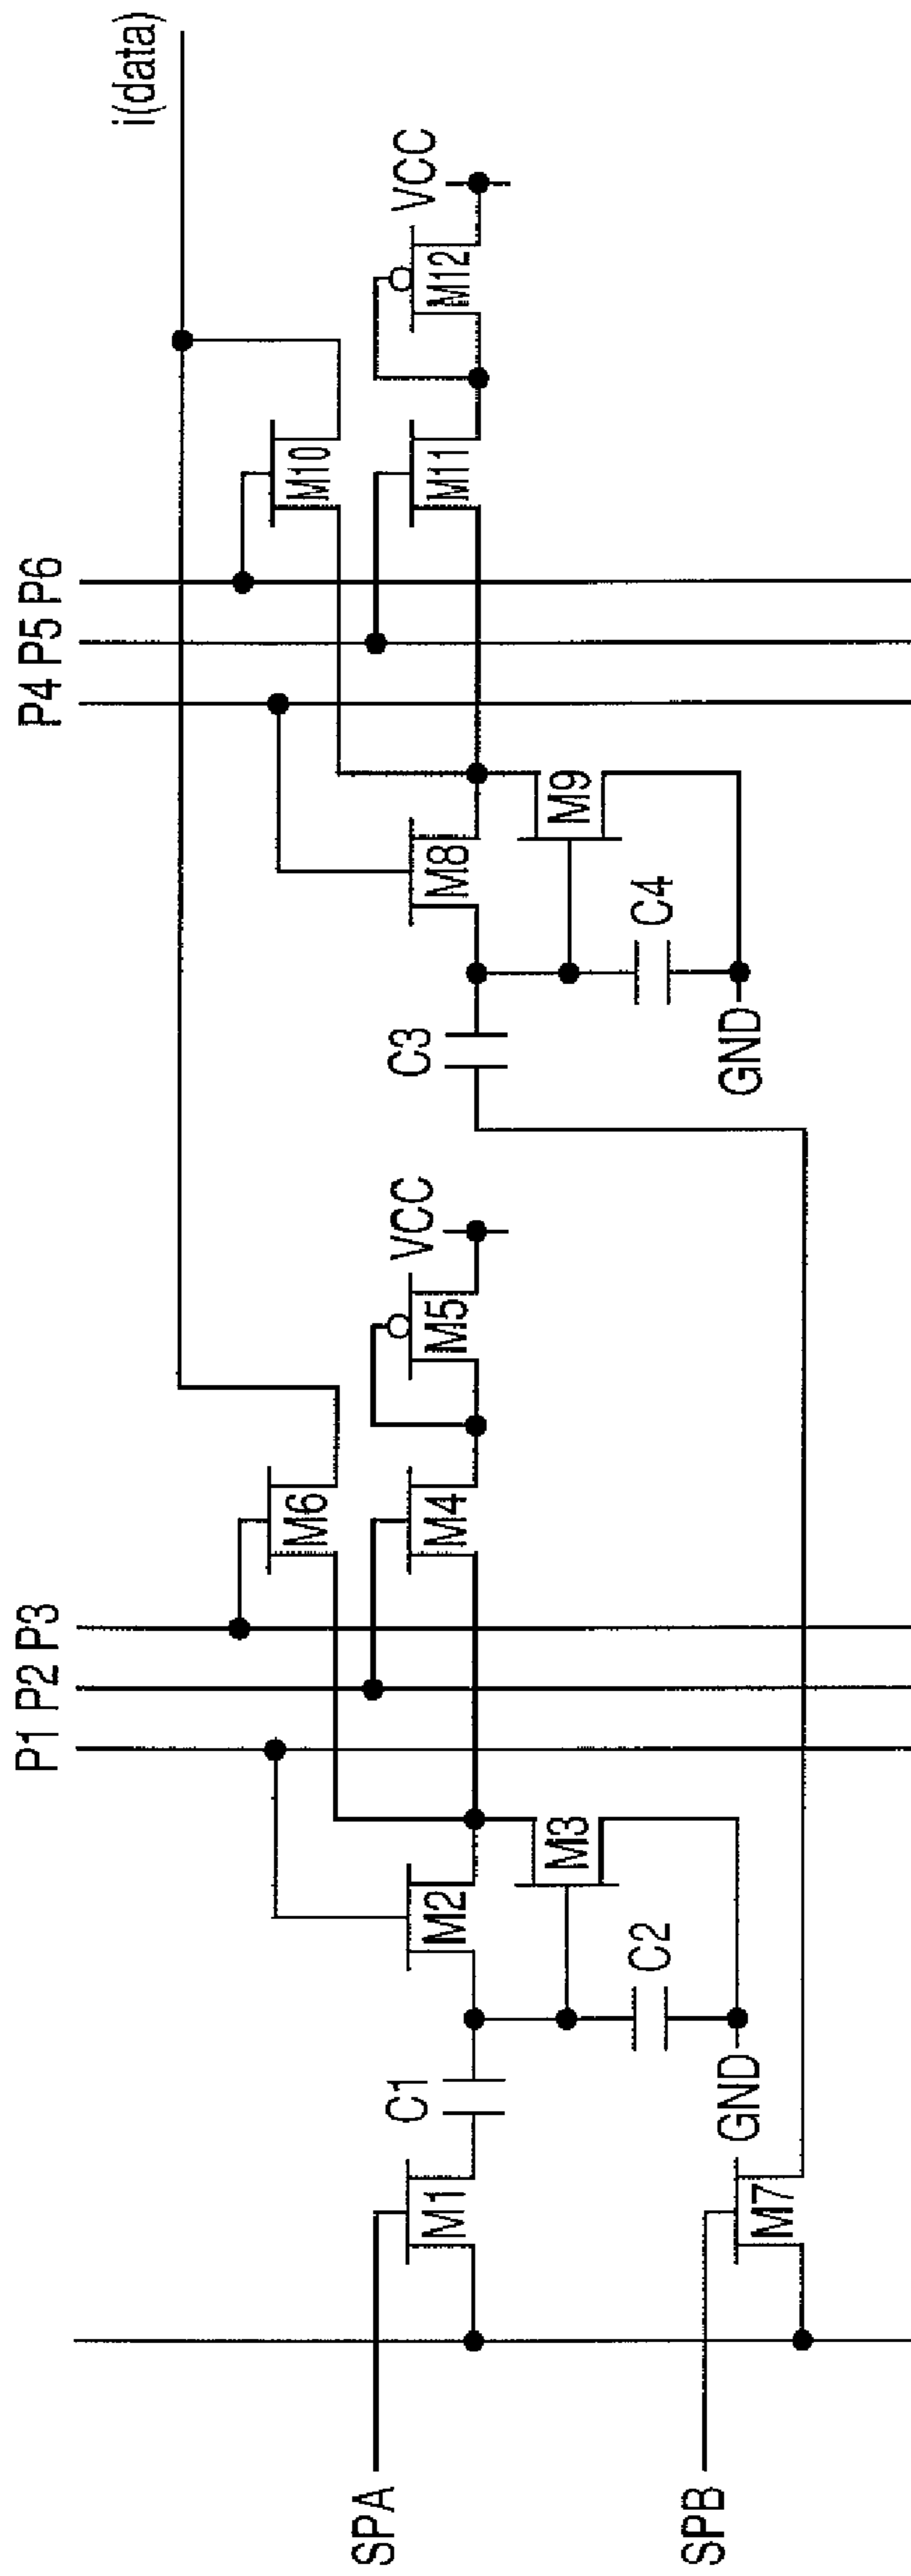 i(data)
P4 P5 P6
VCC
M12
M10
M11
M8
M9
C3
C4
GND
VCC
M5
M6
M4
P1 P2 P3
M2
M3
C1
C2
GND
M1
M7
SPA
SPB